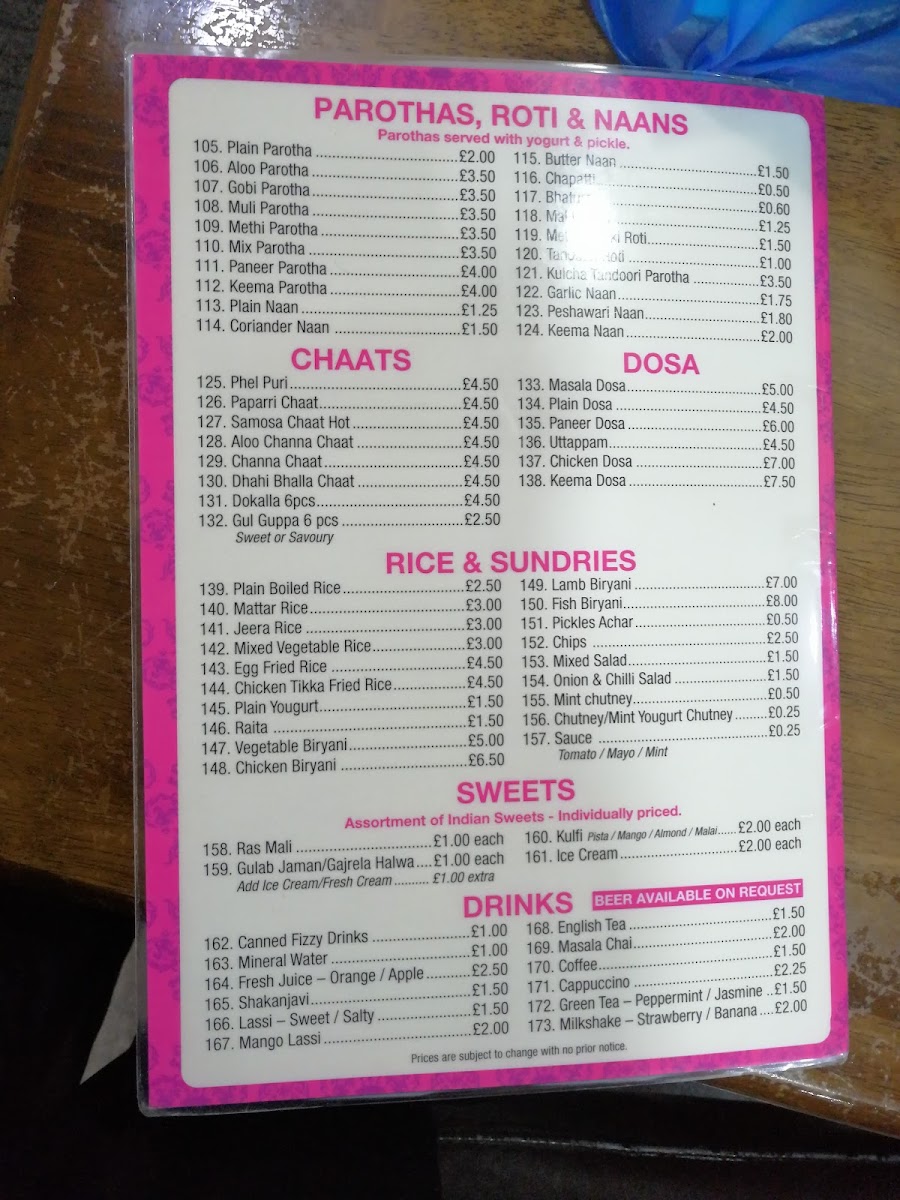 PAROTHAS, ROTI & NAANS
Parothas served with yogurt & pickle.
105. Plain Parotha ........ £2.00
106. Aloo Parotha ........ £3.50
107. Gobi Parotha ........ £3.50
108. Muli Parotha ........ £3.50
109. Methi Parotha ........ £3.50
110. Mix Parotha ........ £3.50
111. Paneer Parotha ........ £4.00
112. Keema Parotha ........ £4.00
113. Plain Naan ........ £1.25
114. Coriander Naan ........ £1.50
115. Butter Naan ........ £1.50
116. Chapatti ........ £0.50
117. ........ £0.60
118. ........ £1.25
119. Roti ........ £1.50
120. Roti ........ £1.00
121. Kulcha Tandoori Parotha ........ £3.50
122. Garlic Naan ........ £1.75
123. Peshawari Naan ........ £1.80
124. Keema Naan ........ £2.00
CHAATS
125. Phel Puri ........ £4.50
126. Paparri Chaat ........ £4.50
127. Samosa Chaat Hot ........ £4.50
128. Aloo Channa Chaat ........ £4.50
129. Channa Chaat ........ £4.50
130. Dhahi Bhalla Chaat ........ £4.50
131. Dokalla 6pcs ........ £4.50
132. Gul Guppa 6 pcs ........ £2.50
Sweet or Savoury
DOSA
133. Masala Dosa ........ £5.00
134. Plain Dosa ........ £4.50
135. Paneer Dosa ........ £6.00
136. Uttappam ........ £4.50
137. Chicken Dosa ........ £7.00
138. Keema Dosa ........ £7.50
RICE & SUNDRIES
139. Plain Boiled Rice ........ £2.50
140. Mattar Rice ........ £3.00
141. Jeera Rice ........ £3.00
142. Mixed Vegetable Rice ........ £3.00
143. Egg Fried Rice ........ £4.50
144. Chicken Tikka Fried Rice ........ £4.50
145. Plain Yougurt ........ £1.50
146. Raita ........ £1.50
147. Vegetable Biryani ........ £5.00
148. Chicken Biryani ........ £6.50
149. Lamb Biryani ........ £7.00
150. Fish Biryani ........ £8.00
151. Pickles Achar ........ £0.50
152. Chips ........ £2.50
153. Mixed Salad ........ £1.50
154. Onion & Chilli Salad ........ £1.50
155. Mint chutney ........ £0.50
156. Chutney/Mint Yougurt Chutney ........ £0.25
157. Sauce ........ £0.25
Tomato / Mayo / Mint
SWEETS
Assortment of Indian Sweets - Individually priced.
158. Ras Mali ........ £1.00 each
159. Gulab Jaman/Gajrela Halwa .... £1.00 each
Add Ice Cream/Fresh Cream .......... £1.00 extra
160. Kulfi Pista / Mango / Almond / Malai ...... £2.00 each
161. Ice Cream ........ £2.00 each
DRINKS
BEER AVAILABLE ON REQUEST
162. Canned Fizzy Drinks ........ £1.00
163. Mineral Water ........ £1.00
164. Fresh Juice – Orange / Apple ........ £2.50
165. Shakanjavi ........ £1.50
166. Lassi – Sweet / Salty ........ £1.50
167. Mango Lassi ........ £2.00
168. English Tea ........ £1.50
169. Masala Chai ........ £2.00
170. Coffee ........ £1.50
171. Cappuccino ........ £2.25
172. Green Tea – Peppermint / Jasmine .. £1.50
173. Milkshake – Strawberry / Banana .... £2.00
Prices are subject to change with no prior notice.